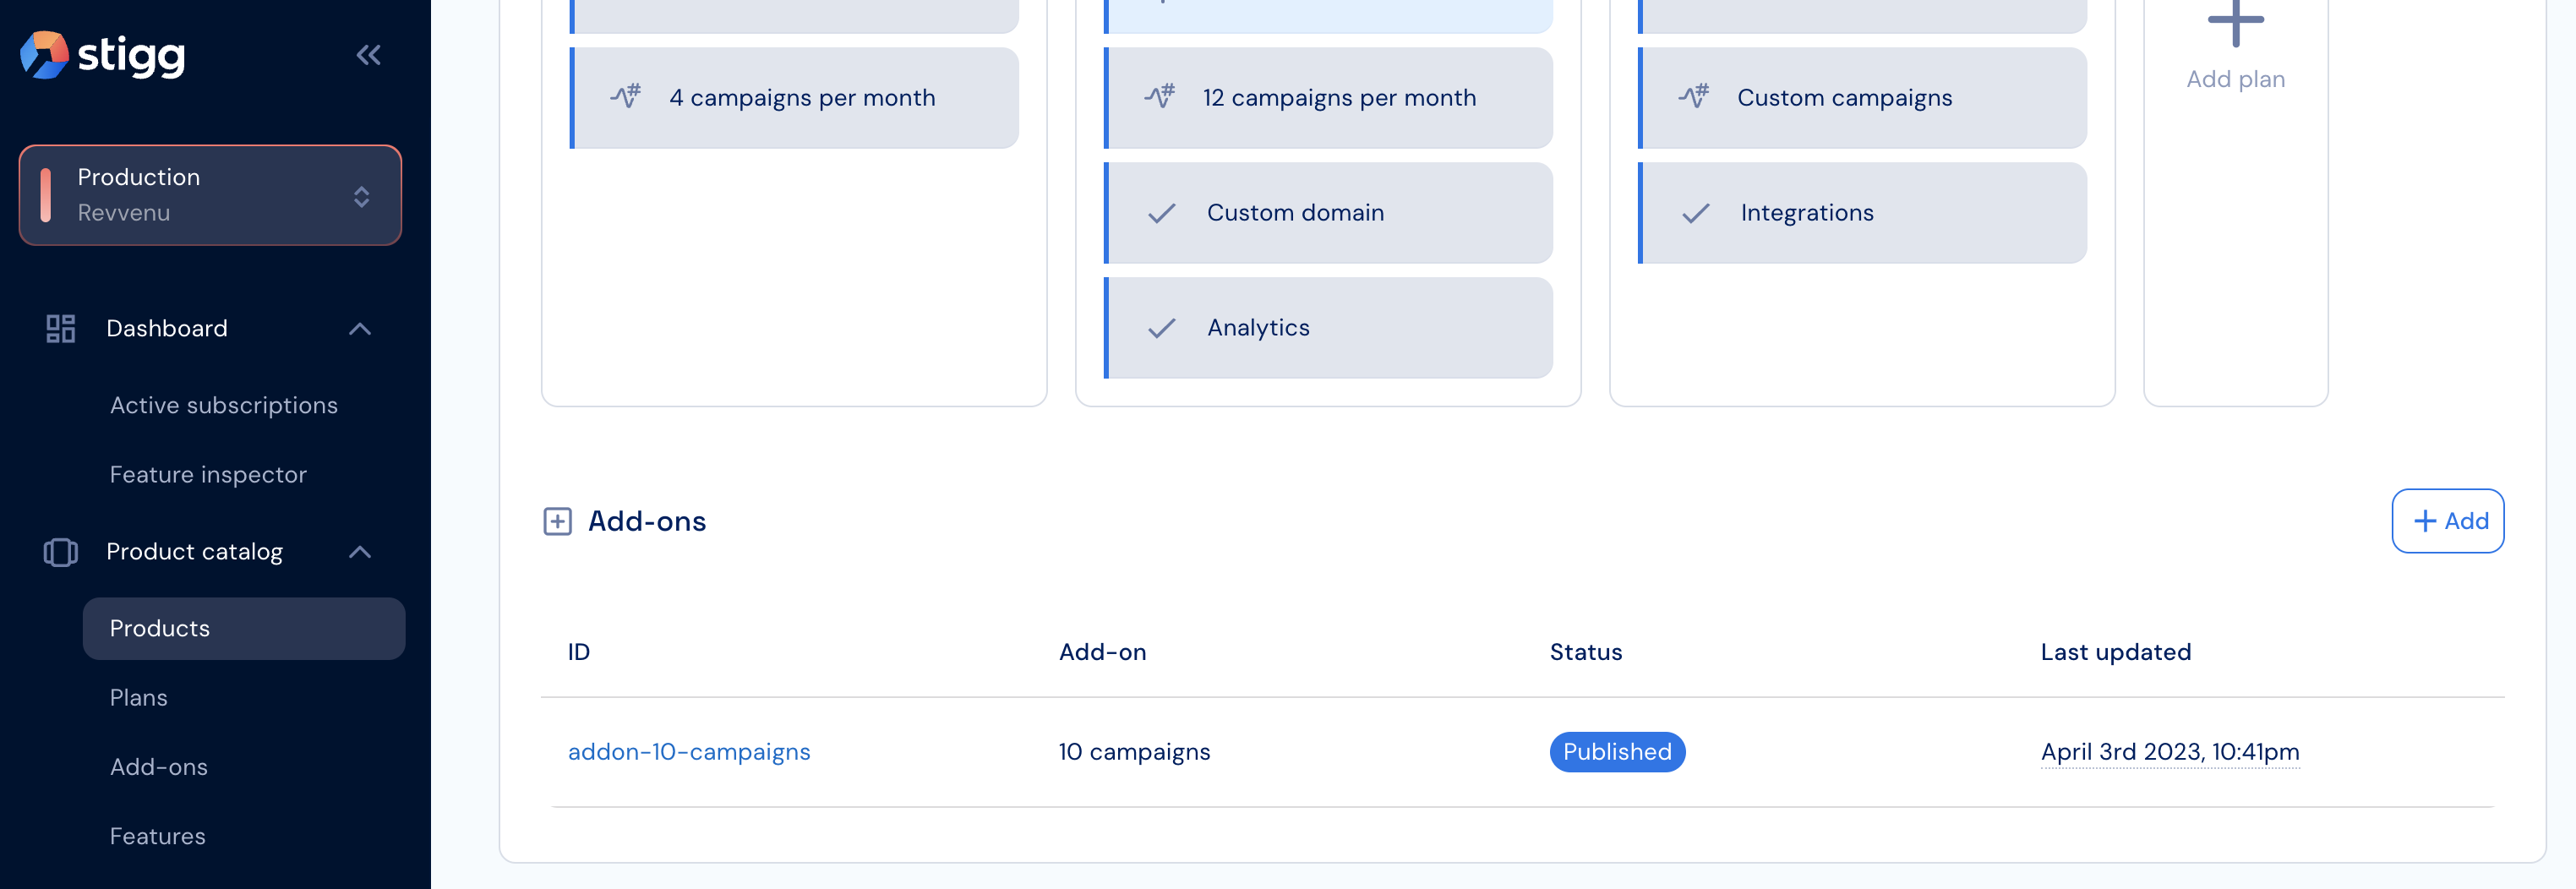 stigg
Production
Revvenu
Dashboard
Active subscriptions
Feature inspector
Product catalog
Products
Plans
Add-ons
Features
4 campaigns per month
12 campaigns per month
Custom domain
Analytics
Custom campaigns
Integrations
Add plan
Add-ons
Add
ID Add-on Status Last updated
addon-10-campaigns 10 campaigns Published April 3rd 2023, 10:41pm